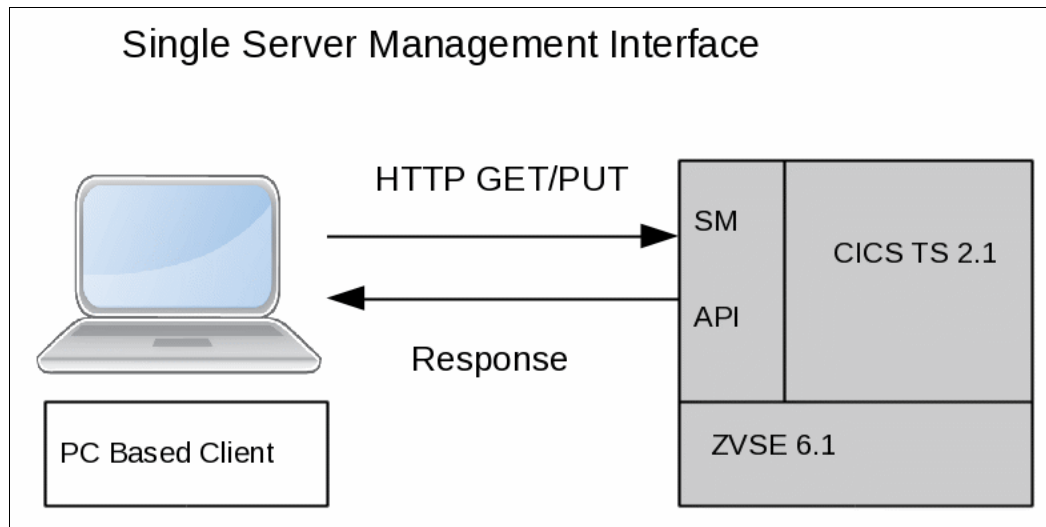 Single Server Management Interface
HTTP GET/PUT
SM
CICS TS 2.1
API
Response
PC Based Client
ZVSE 6.1